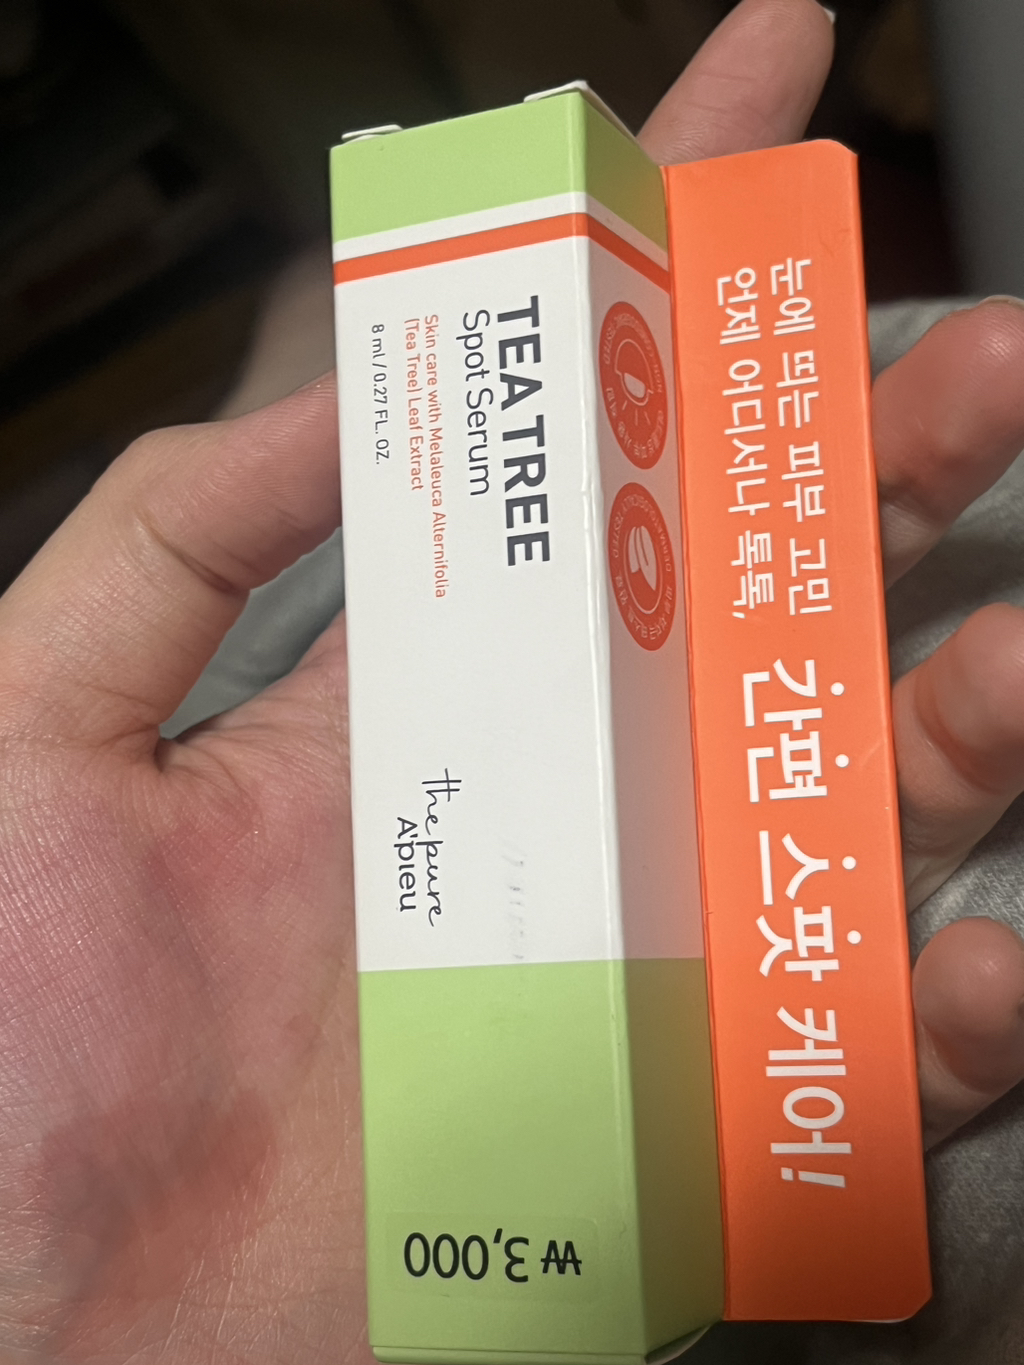 TEA TREE
Spot Serum
Skin care with Melaleuca Alternifolia
(Tea Tree) Leaf Extract
8 ml / 0.27 FL. OZ.
the pure
A'pieu
₩3,000
눈에 띄는 피부 고민
언제 어디서나 톡톡,
간편 스팟 케어!
DERMATOLOGICALLY TESTED